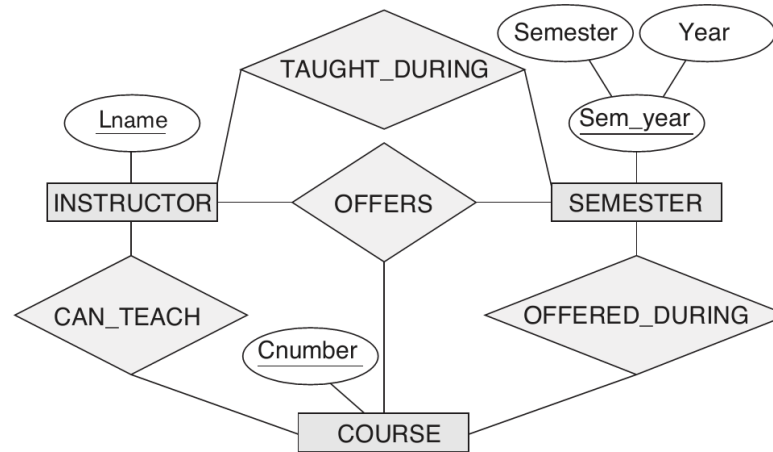 Semester
Year
TAUGHT_DURING
Lname
Sem_year
INSTRUCTOR
OFFERS
SEMESTER
CAN_TEACH
OFFERED_DURING
Cnumber
COURSE